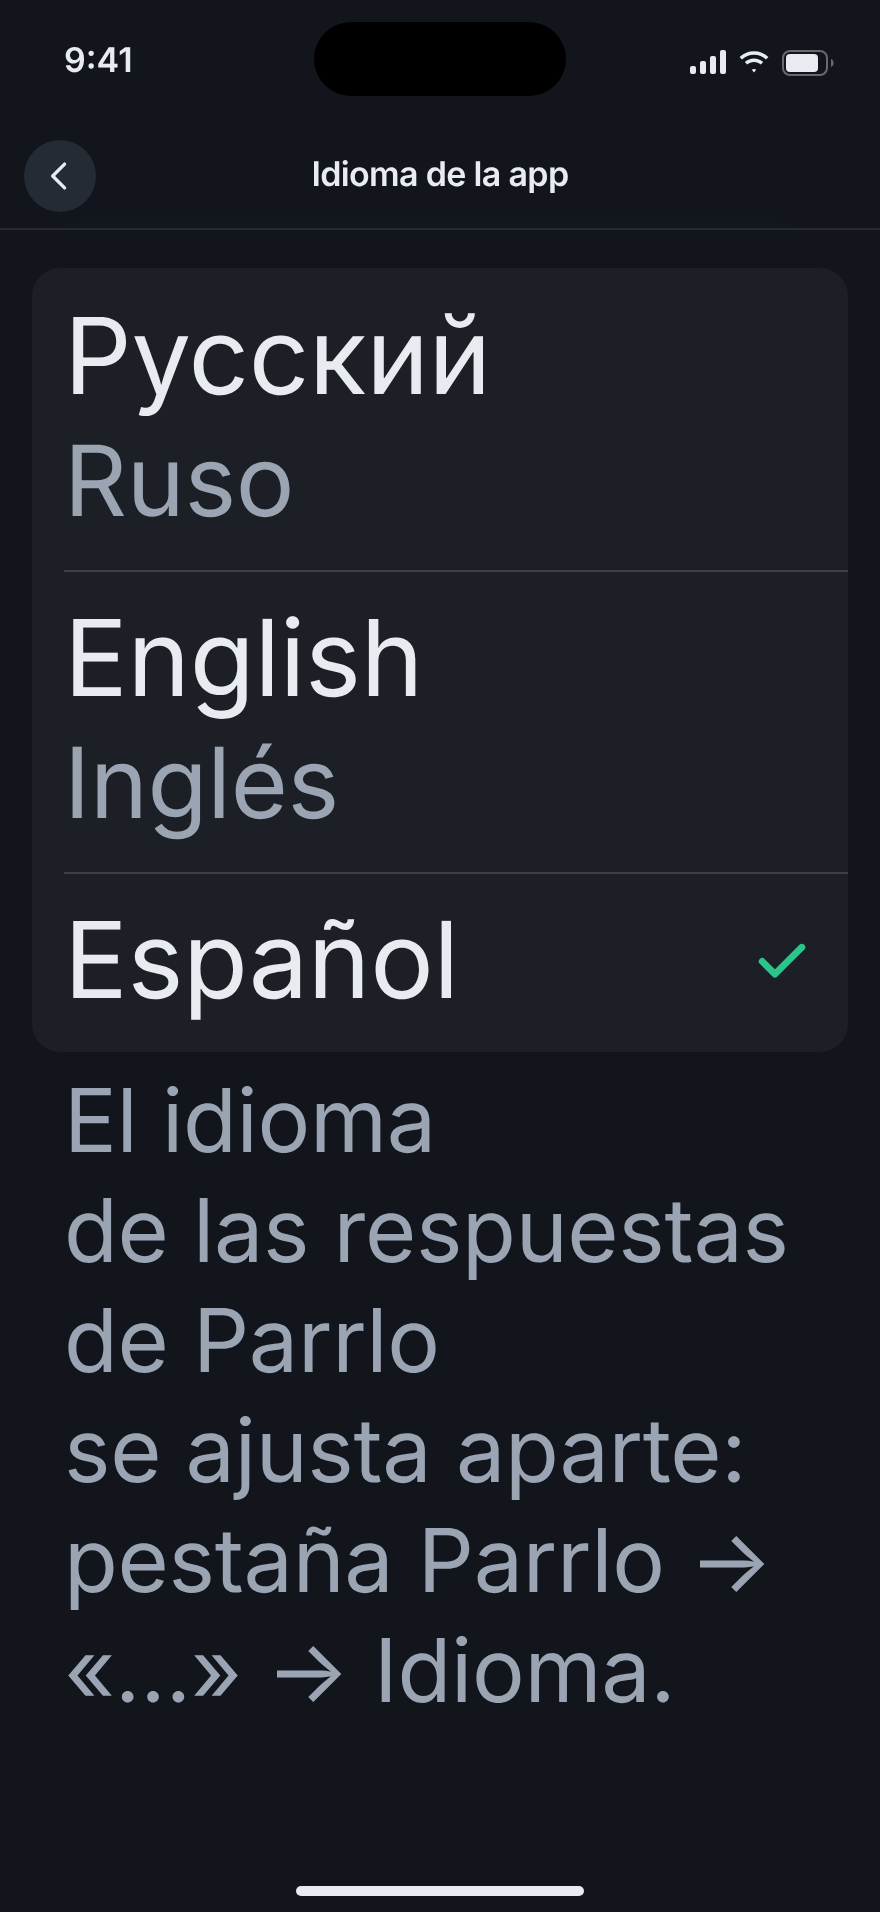 9:41
Idioma de la app
Русский
Ruso
English
Inglés
Español
El idioma
de las respuestas
de Parrlo
se ajusta aparte:
pestaña Parrlo →
«…» → Idioma.